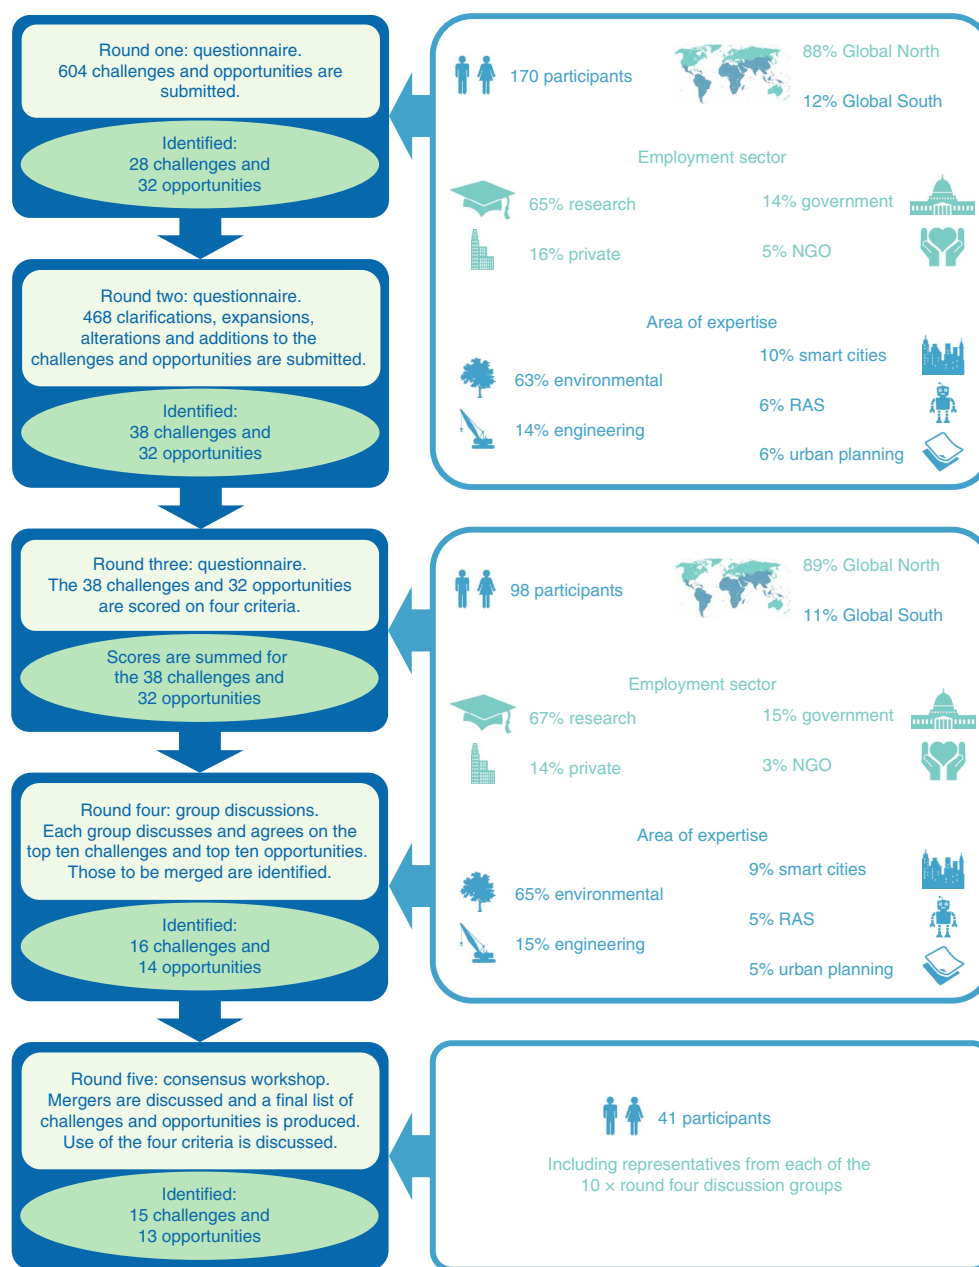 Round one: questionnaire.
604 challenges and opportunities are
submitted.
Identified:
28 challenges and
32 opportunities
170 participants
88% Global North
12% Global South
Employment sector
65% research
14% government
16% private
5% NGO
Area of expertise
10% smart cities
63% environmental
6% RAS
14% engineering
6% urban planning
Round two: questionnaire.
468 clarifications, expansions,
alterations and additions to the
challenges and opportunities are submitted.
Identified:
38 challenges and
32 opportunities
Round three: questionnaire.
The 38 challenges and 32 opportunities
are scored on four criteria.
Scores are summed for
the 38 challenges and
32 opportunities
98 participants
89% Global North
11% Global South
Employment sector
67% research
15% government
14% private
3% NGO
Area of expertise
9% smart cities
65% environmental
5% RAS
15% engineering
5% urban planning
Round four: group discussions.
Each group discusses and agrees on the
top ten challenges and top ten opportunities.
Those to be merged are identified.
Identified:
16 challenges and
14 opportunities
Round five: consensus workshop.
Mergers are discussed and a final list of
challenges and opportunities is produced.
Use of the four criteria is discussed.
Identified:
15 challenges and
13 opportunities
41 participants
Including representatives from each of the
10 × round four discussion groups